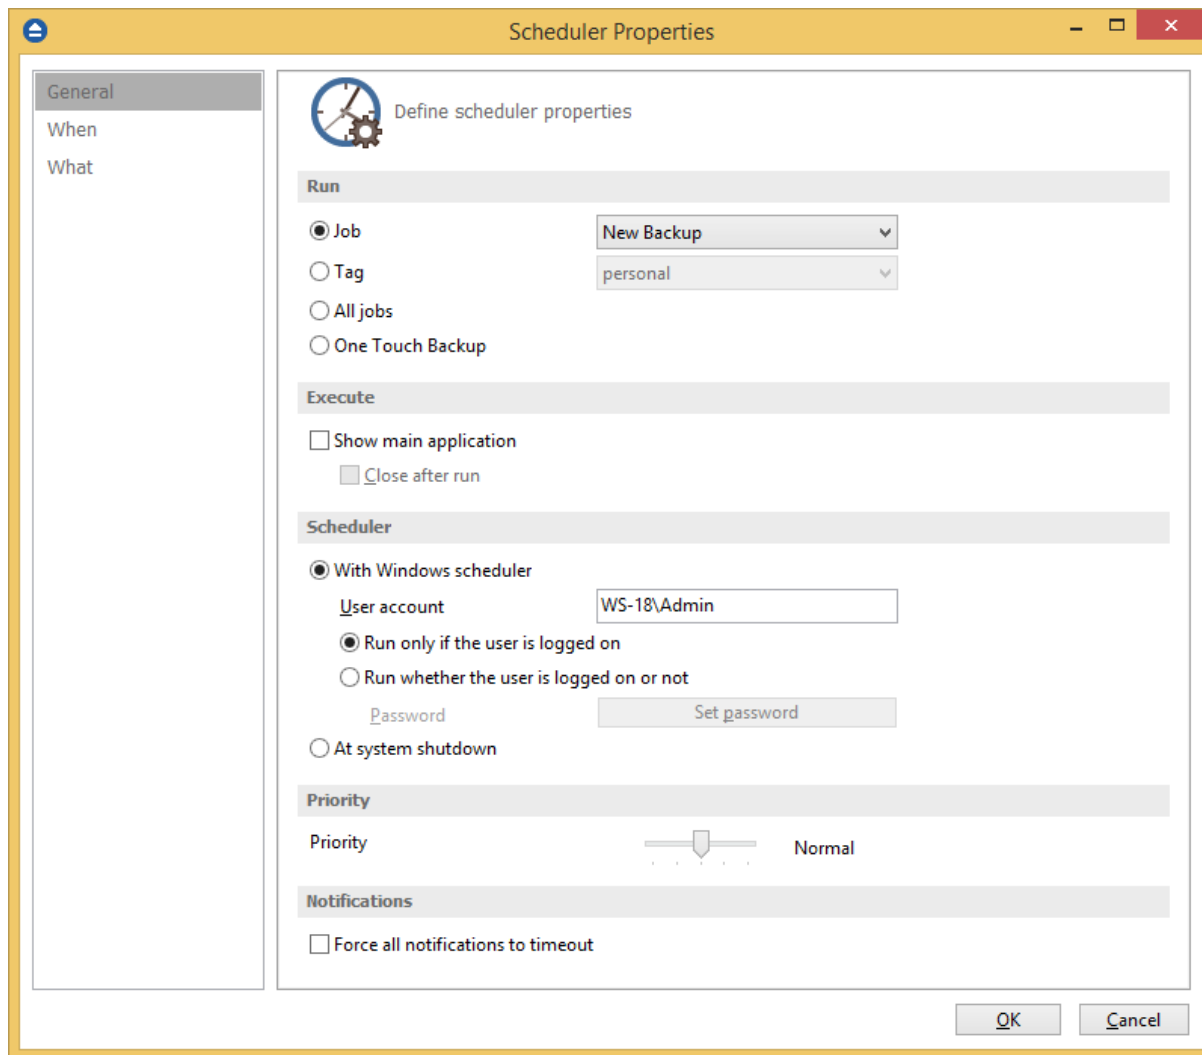 Scheduler Properties
General
When
What
Define scheduler properties
Run
Job New Backup
Tag personal
All jobs
One Touch Backup
Execute
Show main application
Close after run
Scheduler
With Windows scheduler
User account WS-18\Admin
Run only if the user is logged on
Run whether the user is logged on or not
Password Set password
At system shutdown
Priority
Priority Normal
Notifications
Force all notifications to timeout
OK Cancel